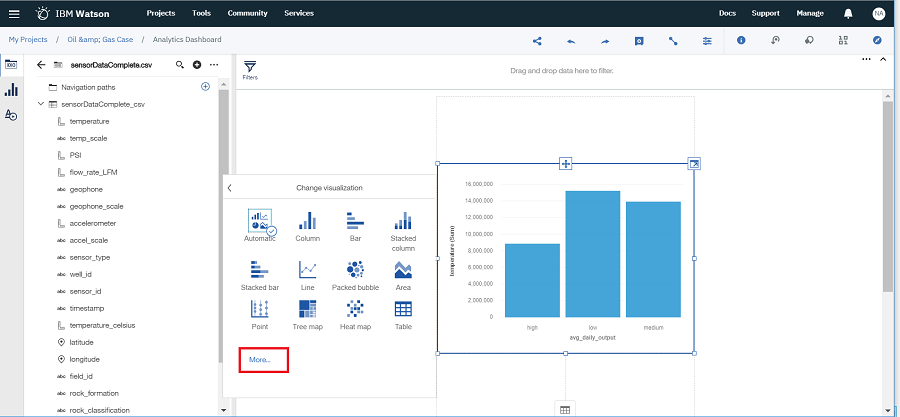 IBM Watson Projects Tools Community Services Docs Support Manage NA
My Projects / Oil &amp; Gas Case / Analytics Dashboard
sensorDataComplete.csv
Filters
Drag and drop data here to filter.
Navigation paths
sensorDataComplete_csv
temperature
abc temp_scale
PSI
flow_rate_LFM
abc geophone
abc geophone_scale
accelerometer
abc accel_scale
abc sensor_type
abc well_id
abc sensor_id
abc timestamp
temperature_celsius
latitude
longitude
abc field_id
abc rock_formation
abc rock_classification
Change visualization
Automatic
Column
Bar
Stacked
column
Stacked bar
Line
Packed bubble
Area
Point
Tree map
Heat map
Table
More...
temperature (Sum)
16,000,000
14,000,000
12,000,000
10,000,000
8,000,000
6,000,000
4,000,000
2,000,000
0
high low medium
avg_daily_output